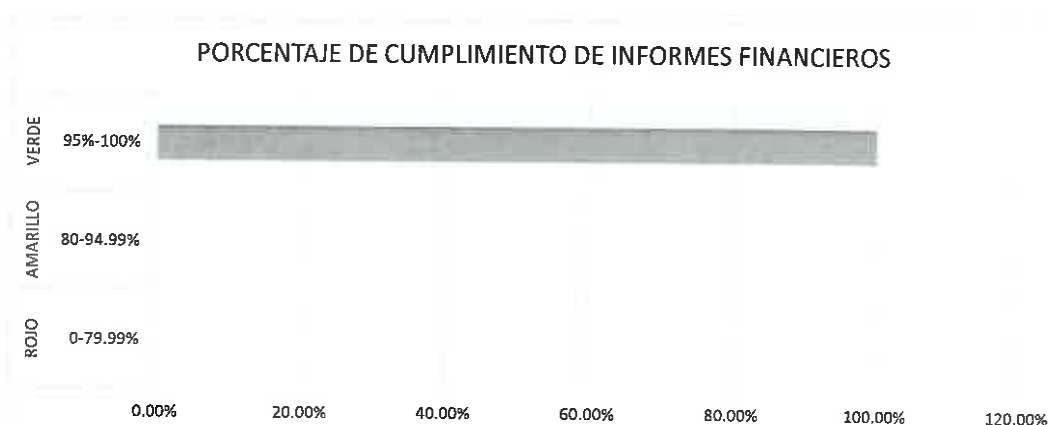 PORCENTAJE DE CUMPLIMIENTO DE INFORMES FINANCIEROS
VERDE 95%-100%
AMARILLO 80-94.99%
ROJO 0-79.99%
0.00% 20.00% 40.00% 60.00% 80.00% 100.00% 120.00%